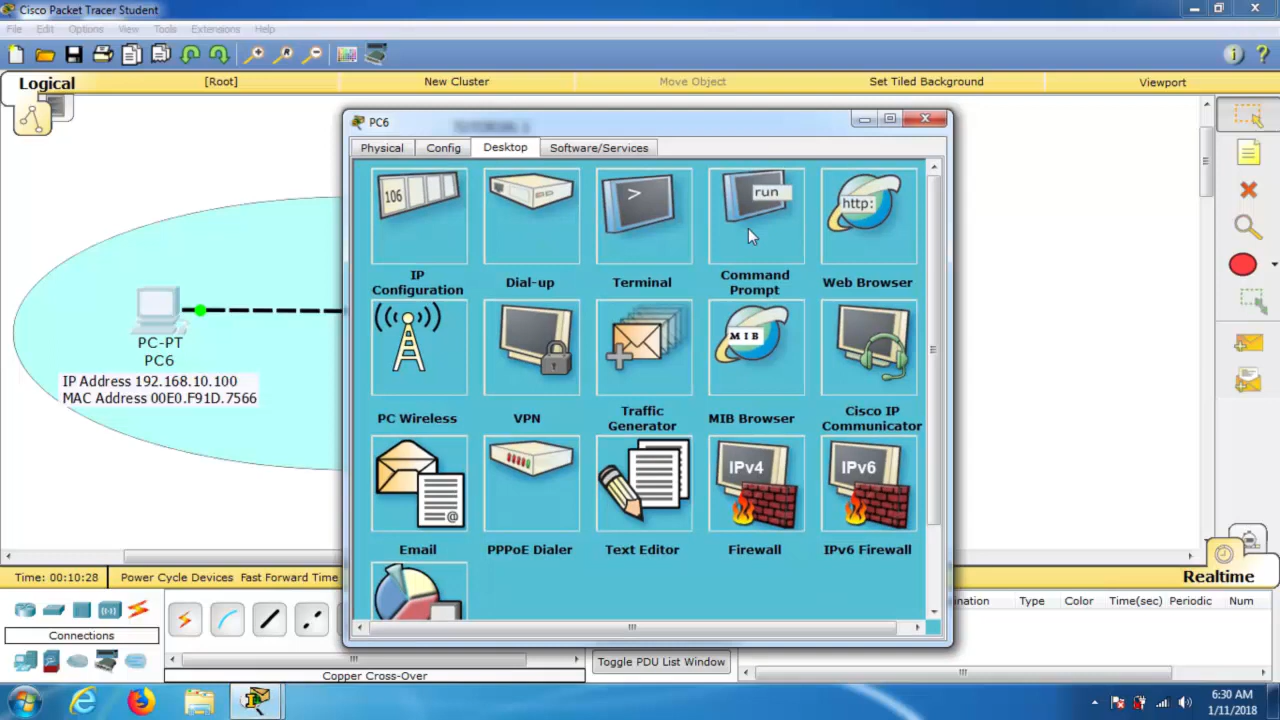 Cisco Packet Tracer Student
File Edit Options View Tools Extensions Help
Logical [Root] New Cluster Move Object Set Tiled Background Viewport
PC6
Physical Config Desktop Software/Services
106
>
run
http:
IP
Configuration
Dial-up
Terminal
Command
Prompt
Web Browser
MIB
PC Wireless
VPN
Traffic
Generator
MIB Browser
Cisco IP
Communicator
@
IPv4
IPv6
Email
PPPoE Dialer
Text Editor
Firewall
IPv6 Firewall
PC-PT
PC6
IP Address 192.168.10.100
MAC Address 00E0.F91D.7566
Time: 00:10:28 Power Cycle Devices Fast Forward Time
Realtime
Connections
Copper Cross-Over
Toggle PDU List Window
ination Type Color Time(sec) Periodic Num
6:30 AM
1/11/2018